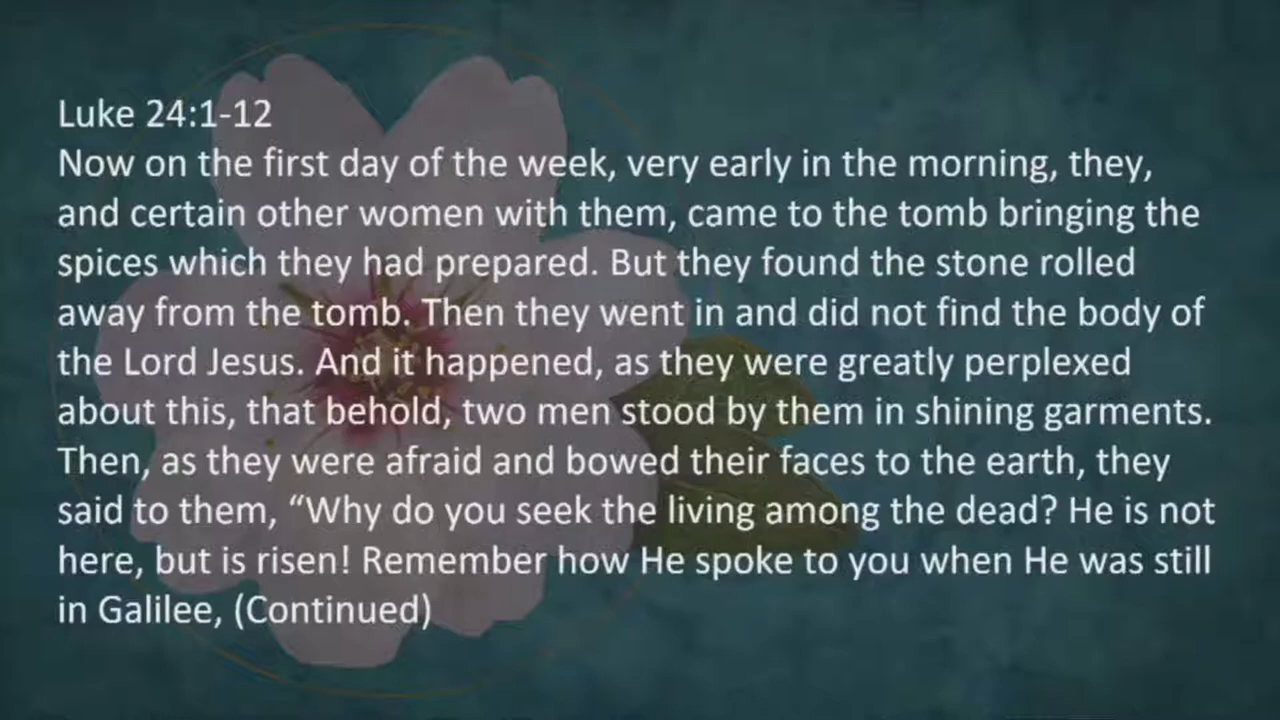 Luke 24:1-12
Now on the first day of the week, very early in the morning, they,
and certain other women with them, came to the tomb bringing the
spices which they had prepared. But they found the stone rolled
away from the tomb. Then they went in and did not find the body of
the Lord Jesus. And it happened, as they were greatly perplexed
about this, that behold, two men stood by them in shining garments.
Then, as they were afraid and bowed their faces to the earth, they
said to them, “Why do you seek the living among the dead? He is not
here, but is risen! Remember how He spoke to you when He was still
in Galilee, (Continued)